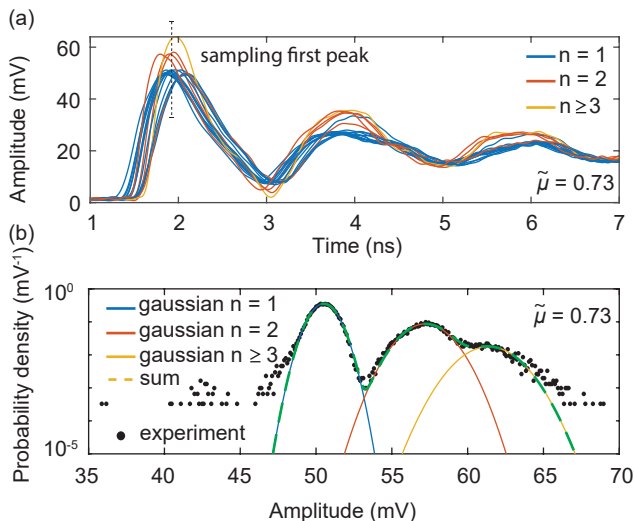 (a)
60
40
20
0
Amplitude (mV)
sampling first peak
n = 1
n = 2
n ≥ 3
μ̃ = 0.73
1 2 3 4 5 6 7
Time (ns)
(b)
10⁰
10⁻⁵
Probability density (mV⁻¹)
gaussian n = 1
gaussian n = 2
gaussian n ≥ 3
sum
experiment
μ̃ = 0.73
35 40 45 50 55 60 65 70
Amplitude (mV)